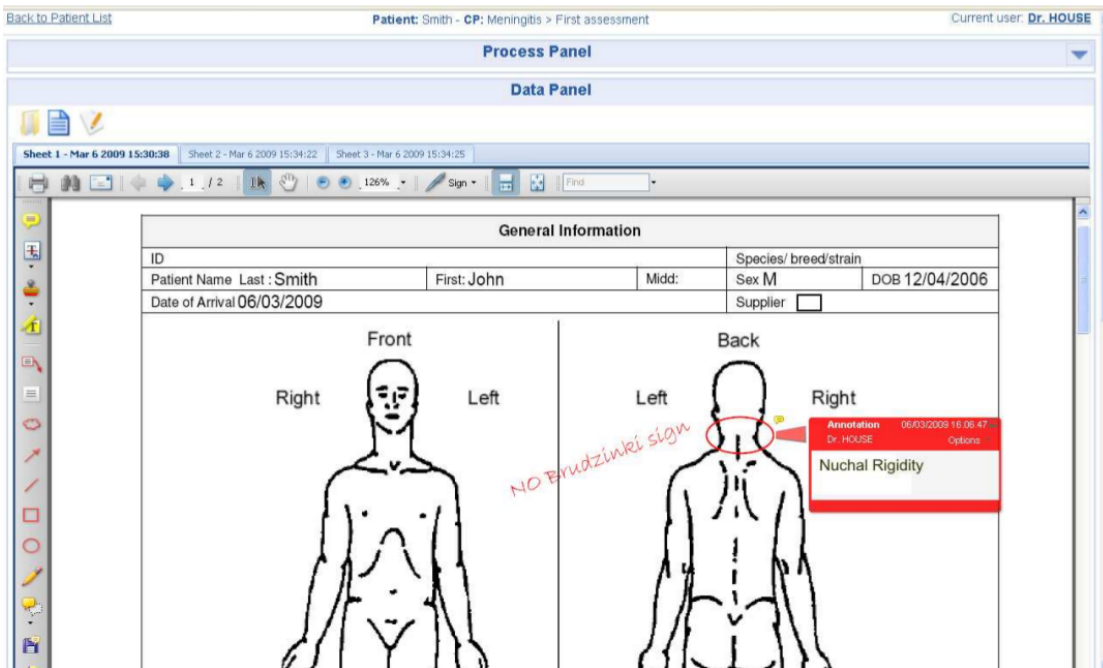 Back to Patient List Patient: Smith - CP: Meningitis > First assessment Current user: Dr. HOUSE
Process Panel
Data Panel
Sheet 1 - Mar 6 2009 15:30:38 Sheet 2 - Mar 6 2009 15:34:22 Sheet 3 - Mar 6 2009 15:34:25
1 / 2 126% Sign Find
General Information
ID Species/ breed/strain
Patient Name Last : Smith First: John Midd: Sex M DOB 12/04/2006
Date of Arrival 06/03/2009 Supplier
Front Back
Right Left Left Right
Annotation 06/03/2009 16:06:47
Dr. HOUSE Options
NO Brudzinki sign
Nuchal Rigidity